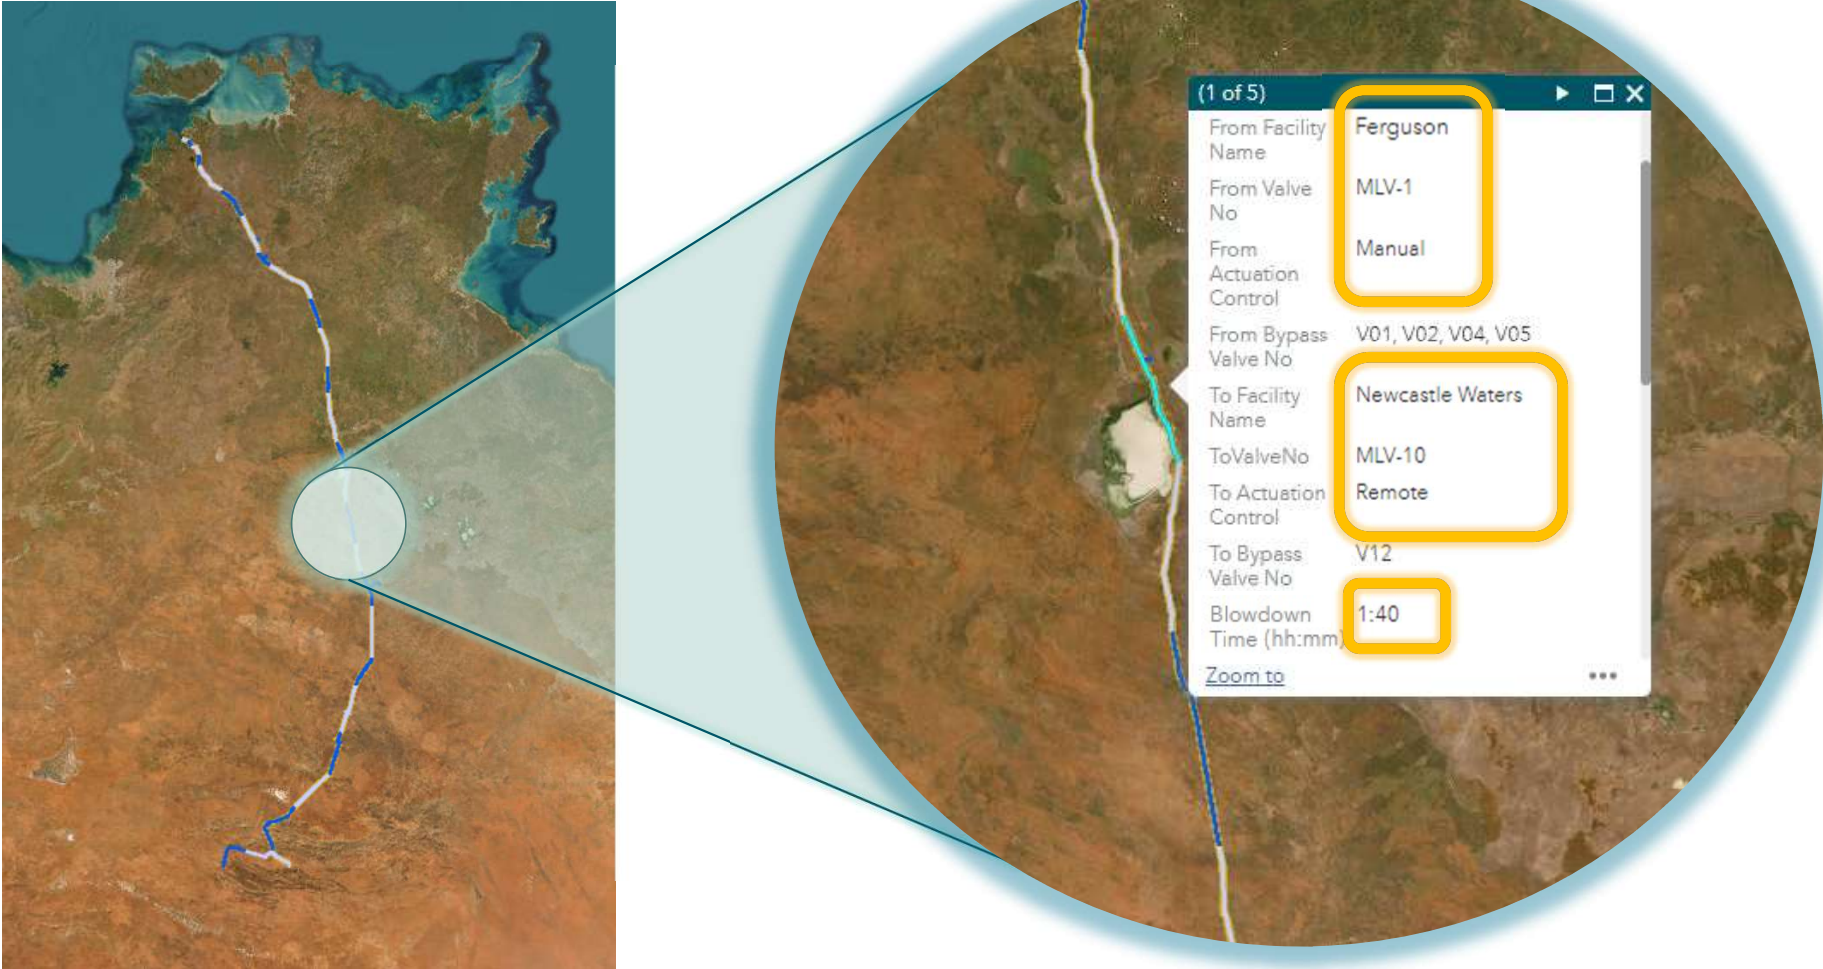 (1 of 5)
From Facility Ferguson
Name
From Valve MLV-1
No
From Manual
Actuation
Control
From Bypass V01, V02, V04, V05
Valve No
To Facility Newcastle Waters
Name
ToValveNo MLV-10
To Actuation Remote
Control
To Bypass V12
Valve No
Blowdown 1:40
Time (hh:mm)
Zoom to